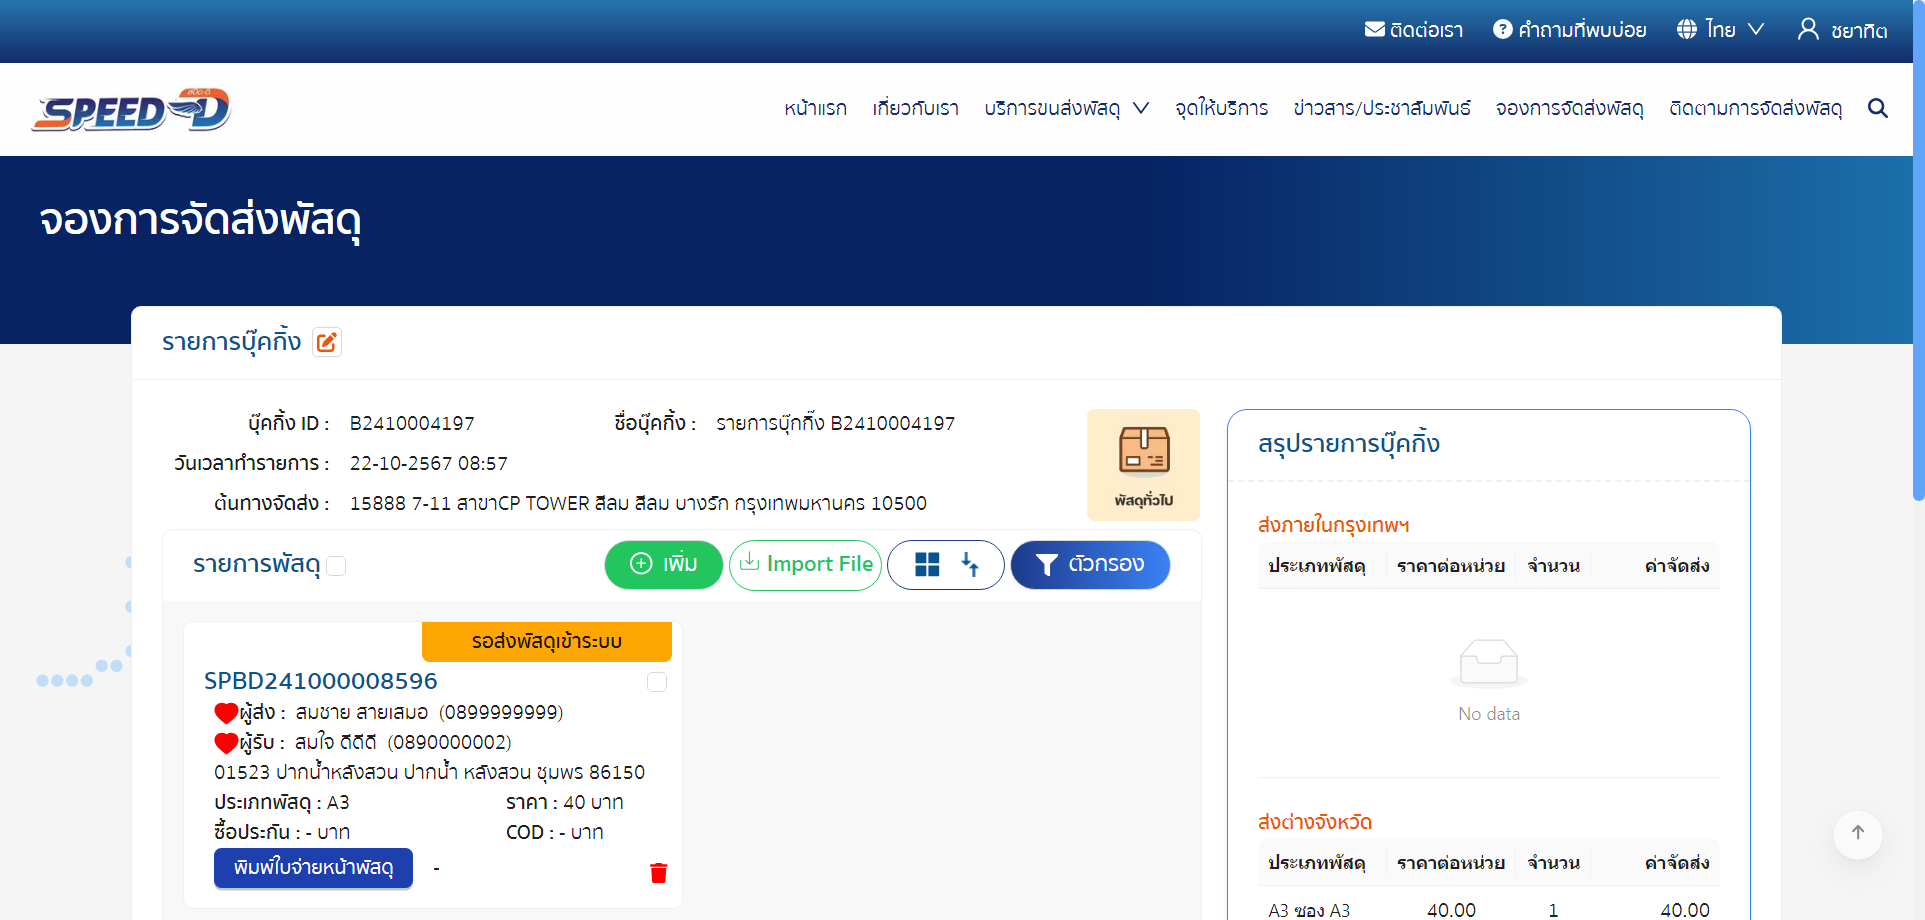 ติดต่อเรา คำถามที่พบบ่อย ไทย ชยาทิต
สปีด-ดี
SPEED D
หน้าแรก เกี่ยวกับเรา บริการขนส่งพัสดุ จุดให้บริการ ข่าวสาร/ประชาสัมพันธ์ จองการจัดส่งพัสดุ ติดตามการจัดส่งพัสดุ
จองการจัดส่งพัสดุ
รายการบุ๊คกิ้ง
บุ๊คกิ้ง ID : B2410004197 ชื่อบุ๊คกิ้ง : รายการบุ๊กกิ้ง B2410004197
วันเวลาทำรายการ : 22-10-2567 08:57
ต้นทางจัดส่ง : 15888 7-11 สาขาCP TOWER สีลม สีลม บางรัก กรุงเทพมหานคร 10500
พัสดุทั่วไป
รายการพัสดุ เพิ่ม Import File ตัวกรอง
รอส่งพัสดุเข้าระบบ
SPBD241000008596
ผู้ส่ง : สมชาย สายเสมอ (0899999999)
ผู้รับ : สมใจ ดีดีดี (0890000002)
01523 ปากน้ำหลังสวน ปากน้ำ หลังสวน ชุมพร 86150
ประเภทพัสดุ : A3 ราคา : 40 บาท
ซื้อประกัน : - บาท COD : - บาท
พิมพ์ใบจ่ายหน้าพัสดุ -
สรุปรายการบุ๊คกิ้ง
ส่งภายในกรุงเทพฯ
ประเภทพัสดุ ราคาต่อหน่วย จำนวน ค่าจัดส่ง
No data
ส่งต่างจังหวัด
ประเภทพัสดุ ราคาต่อหน่วย จำนวน ค่าจัดส่ง
A3 ซอง A3 40.00 1 40.00